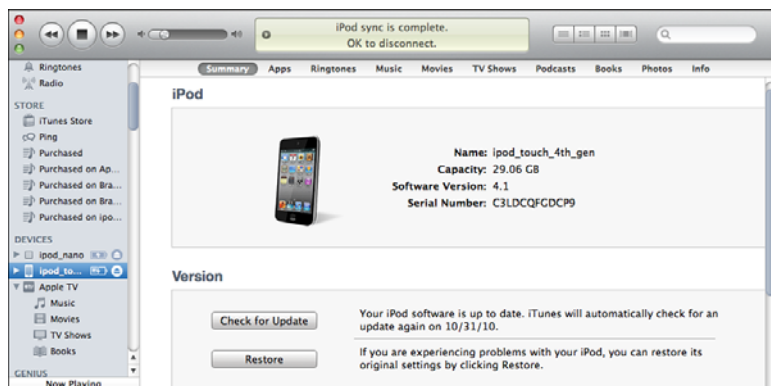 iPod sync is complete.
OK to disconnect.
Ringtones
Radio
STORE
iTunes Store
Ping
Purchased
Purchased on Ap...
Purchased on Bra...
Purchased on Bra...
Purchased on ipo...
DEVICES
ipod_nano
ipod_to...
Apple TV
Music
Movies
TV Shows
Books
GENIUS
Now Playing
Summary Apps Ringtones Music Movies TV Shows Podcasts Books Photos Info
iPod
Name: ipod_touch_4th_gen
Capacity: 29.06 GB
Software Version: 4.1
Serial Number: C3LDCQFGDCP9
Version
Check for Update
Your iPod software is up to date. iTunes will automatically check for an
update again on 10/31/10.
Restore
If you are experiencing problems with your iPod, you can restore its
original settings by clicking Restore.